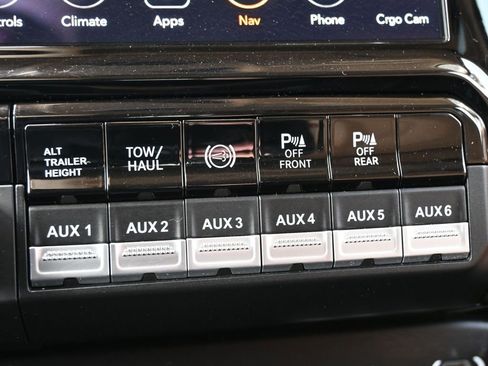 Climate Apps Nav Phone Crgo Cam
ALT
TRAILER
HEIGHT
TOW/
HAUL
P
OFF
FRONT
P
OFF
REAR
AUX 1 AUX 2 AUX 3 AUX 4 AUX 5 AUX 6